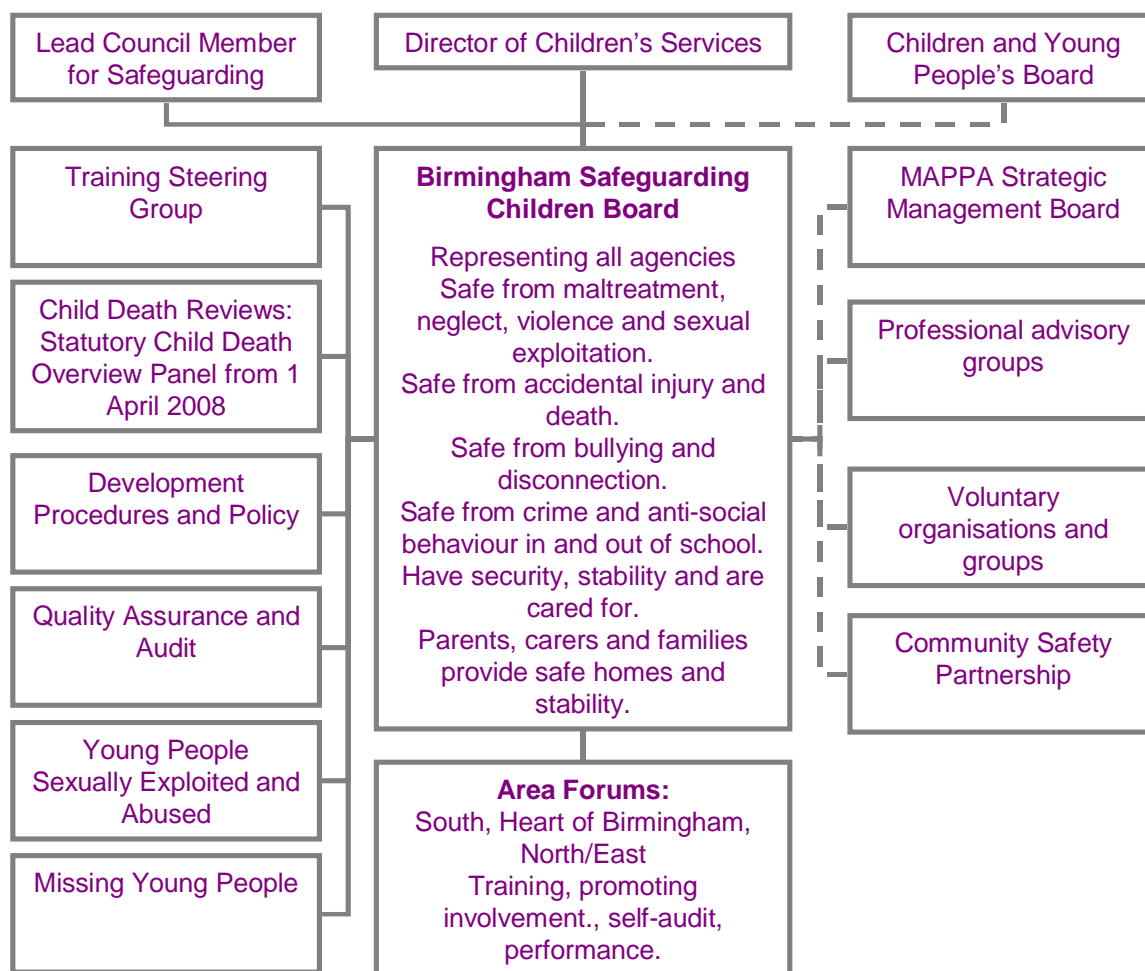 Lead Council Member
for Safeguarding
Director of Children's Services
Children and Young
People's Board
Training Steering
Group
Child Death Reviews:
Statutory Child Death
Overview Panel from 1
April 2008
Development
Procedures and Policy
Quality Assurance and
Audit
Young People
Sexually Exploited and
Abused
Missing Young People
Birmingham Safeguarding
Children Board
Representing all agencies
Safe from maltreatment,
neglect, violence and sexual
exploitation.
Safe from accidental injury and
death.
Safe from bullying and
disconnection.
Safe from crime and anti-social
behaviour in and out of school.
Have security, stability and are
cared for.
Parents, carers and families
provide safe homes and
stability.
Area Forums:
South, Heart of Birmingham,
North/East
Training, promoting
involvement., self-audit,
performance.
MAPPA Strategic
Management Board
Professional advisory
groups
Voluntary
organisations and
groups
Community Safety
Partnership